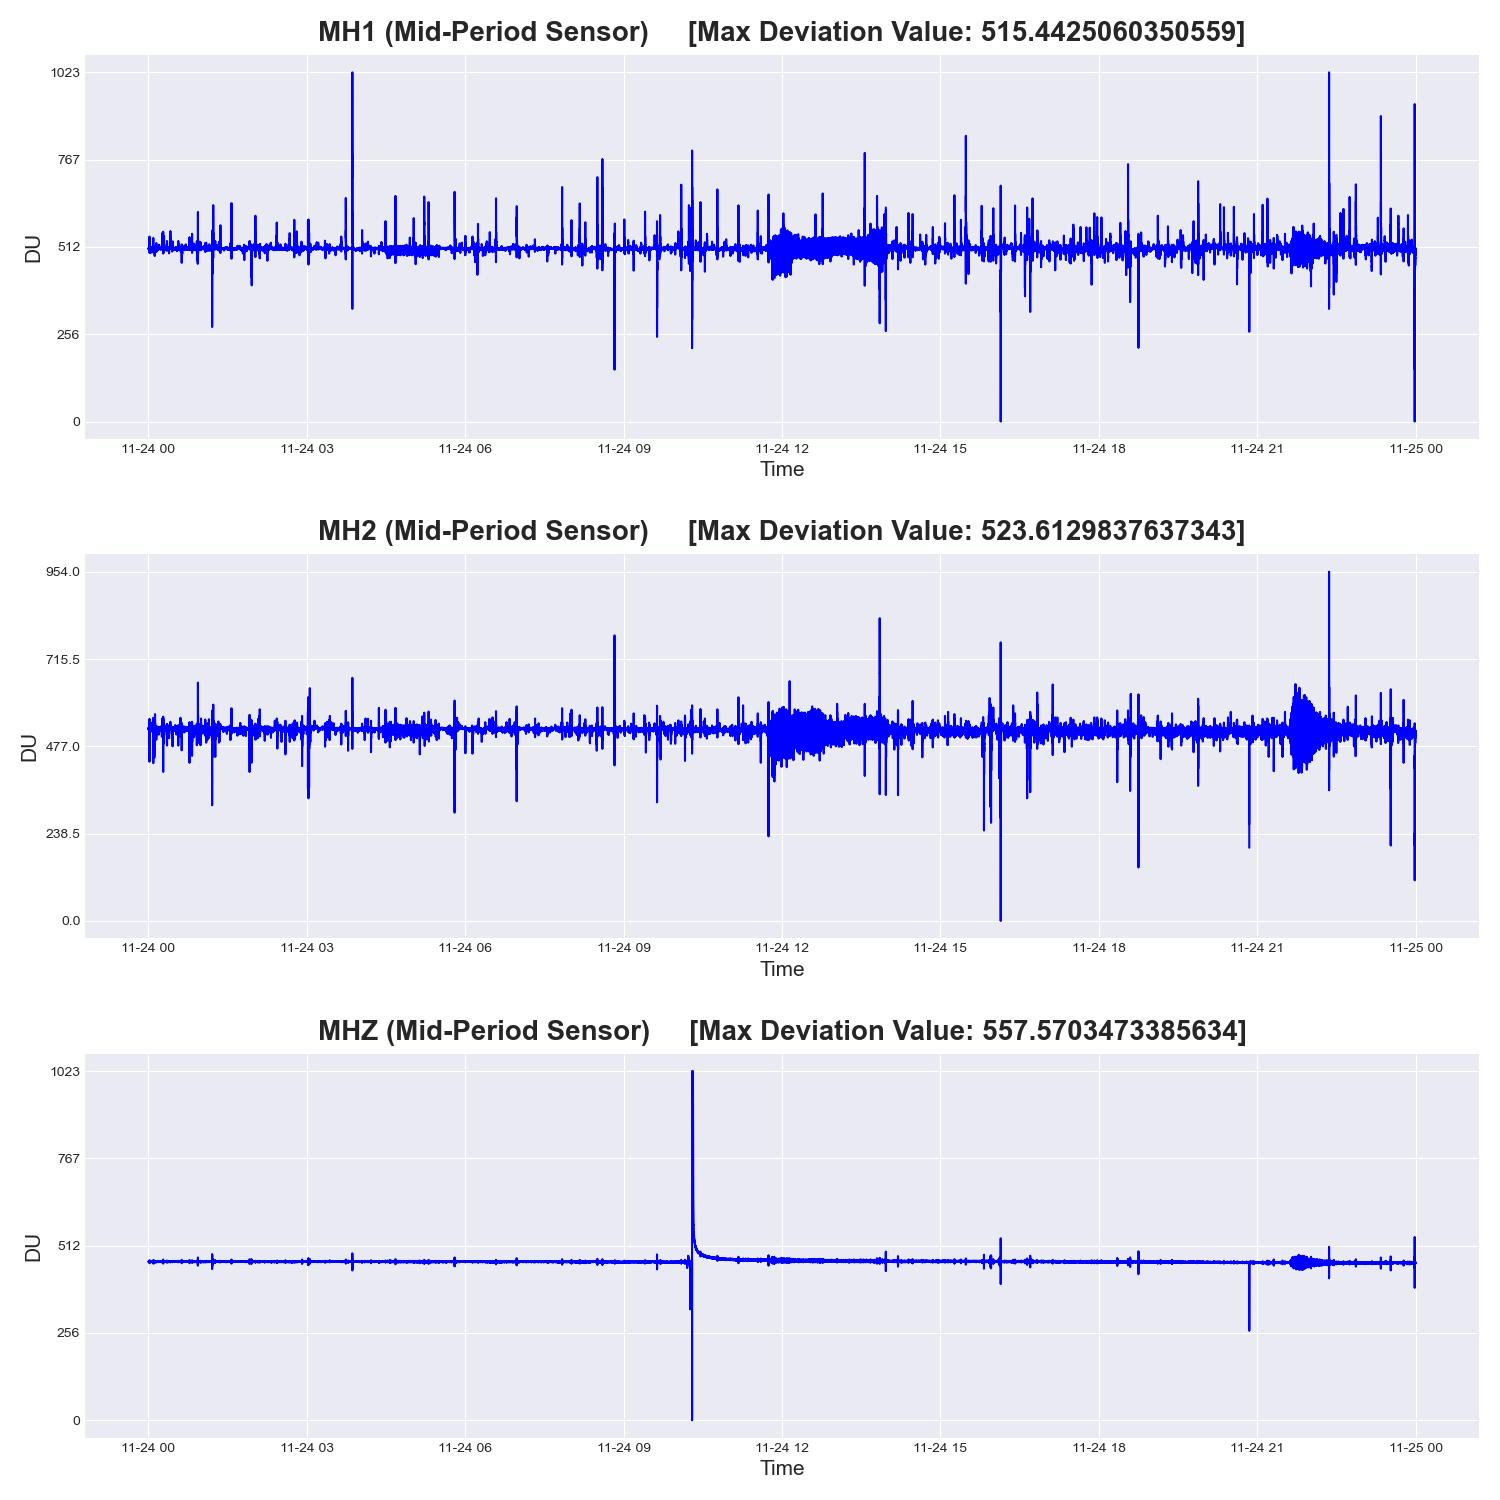 MH1 (Mid-Period Sensor) [Max Deviation Value: 515.4425060350559]
1023
767
512
256
0
DU
11-24 00 11-24 03 11-24 06 11-24 09 11-24 12 11-24 15 11-24 18 11-24 21 11-25 00
Time
MH2 (Mid-Period Sensor) [Max Deviation Value: 523.6129837637343]
954.0
715.5
477.0
238.5
0.0
DU
11-24 00 11-24 03 11-24 06 11-24 09 11-24 12 11-24 15 11-24 18 11-24 21 11-25 00
Time
MHZ (Mid-Period Sensor) [Max Deviation Value: 557.5703473385634]
1023
767
512
256
0
DU
11-24 00 11-24 03 11-24 06 11-24 09 11-24 12 11-24 15 11-24 18 11-24 21 11-25 00
Time